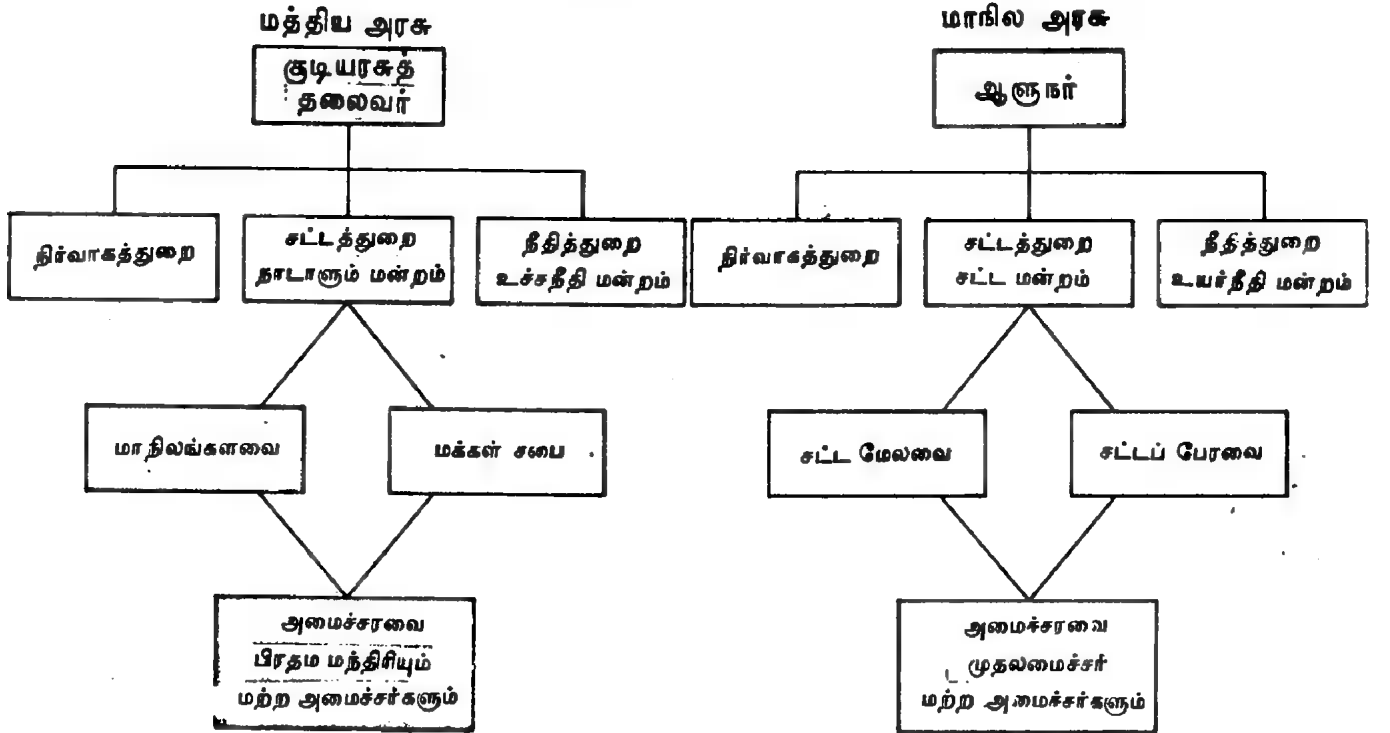 மத்திய அரசு
குடியரசுத்
தலைவர்
நிர்வாகத்துறை
சட்டத்துறை
நாடாளும் மன்றம்
நீதித்துறை
உச்சநீதி மன்றம்
மாநிலங்களவை
மக்கள் சபை
அமைச்சரவை
பிரதம மந்திரியும்
மற்ற அமைச்சர்களும்
மாநில அரசு
ஆளுநர்
நிர்வாகத்துறை
சட்டத்துறை
சட்ட மன்றம்
நீதித்துறை
உயர்நீதி மன்றம்
சட்ட மேலவை
சட்டப் பேரவை
அமைச்சரவை
முதலமைச்சர்
மற்ற அமைச்சர்களும்